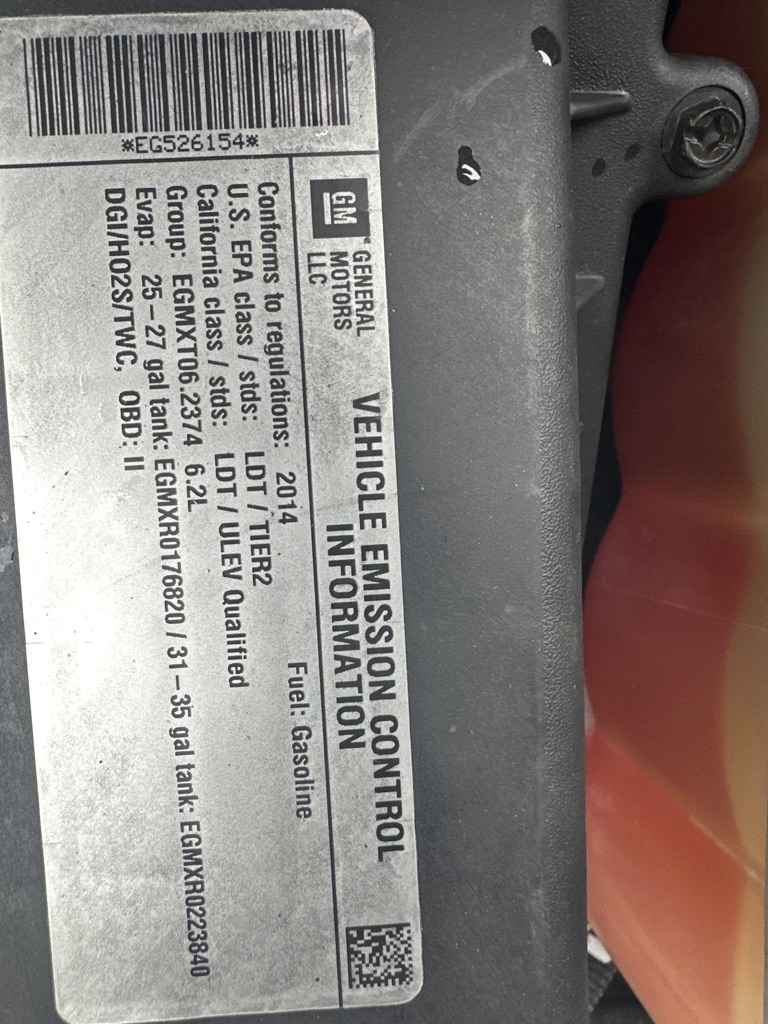 *EG526154*
GM
GENERAL
MOTORS
LLC
VEHICLE EMISSION CONTROL
INFORMATION
Conforms to regulations: 2014 Fuel: Gasoline
U.S. EPA class / stds: LDT / TIER2
California class / stds: LDT / ULEV Qualified
Group: EGMXT06.2374 6.2L
Evap: 25-27 gal tank: EGMXR0176820 / 31-35 gal tank: EGMXR0223840
DGI/HO2S/TWC, OBD: II